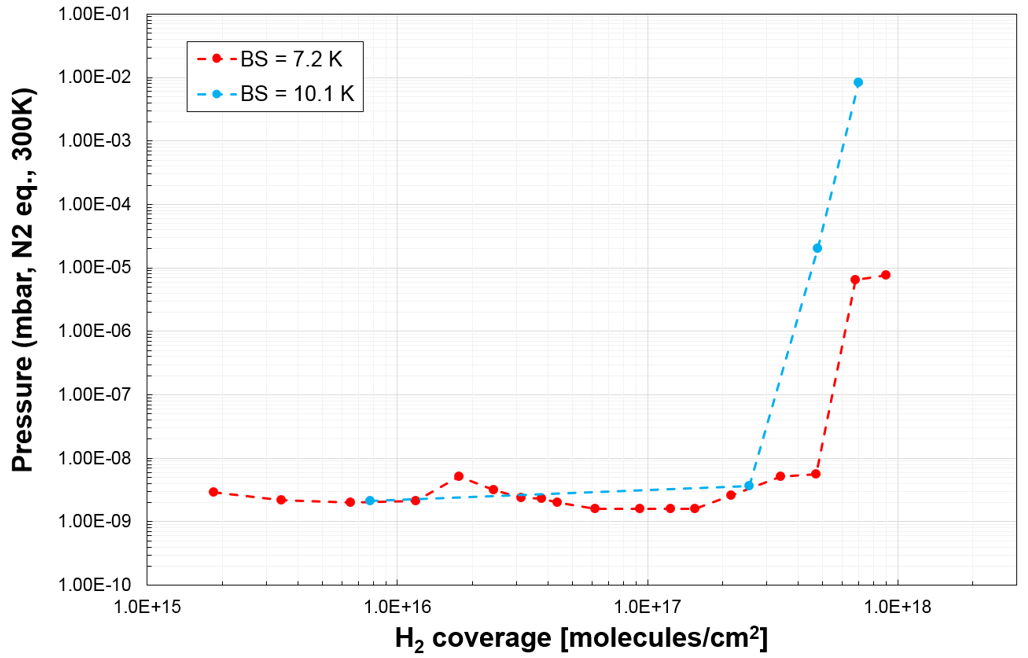 1.00E-01
1.00E-02
1.00E-03
1.00E-04
1.00E-05
1.00E-06
1.00E-07
1.00E-08
1.00E-09
1.00E-10
Pressure (mbar, N2 eq., 300K)
BS = 7.2 K
BS = 10.1 K
1.0E+15 1.0E+16 1.0E+17 1.0E+18
H₂ coverage [molecules/cm²]